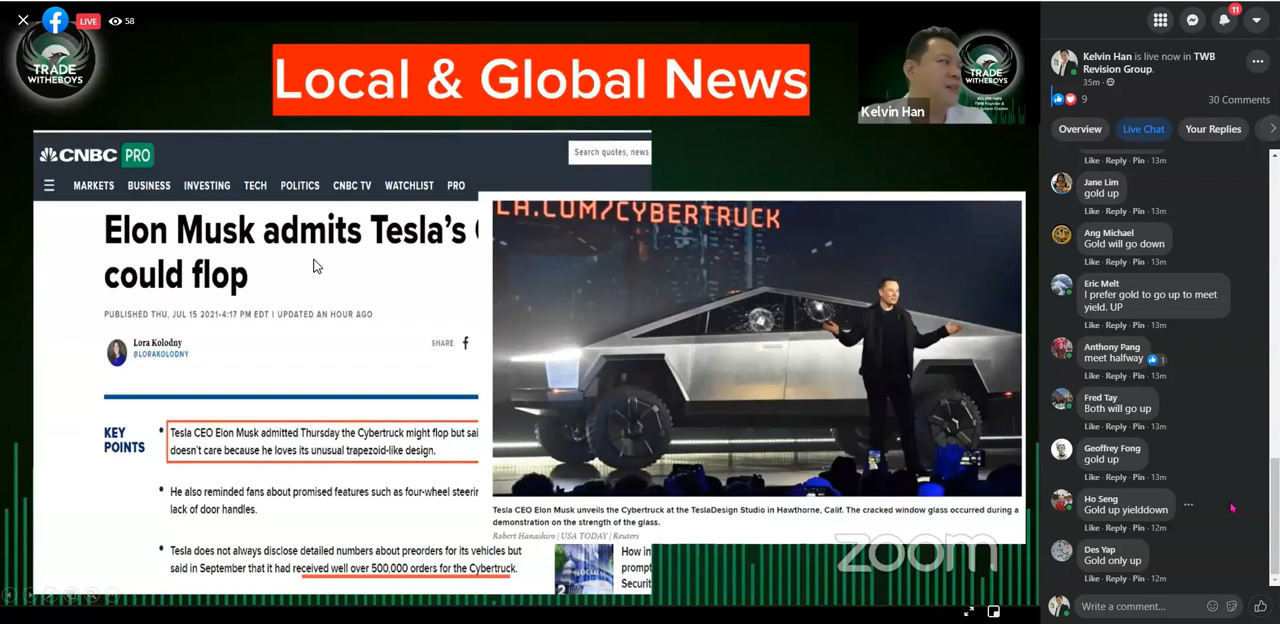 LIVE
58
TRADE
WITHEBOYS
Local & Global News
TRADE
WITHEBOYS
KELVIN HAN
Kelvin Han
CNBC PRO
Search quotes, news
MARKETS BUSINESS INVESTING TECH POLITICS CNBC TV WATCHLIST PRO
Elon Musk admits Tesla's
could flop
PUBLISHED THU, JUL 15 2021•4:17 PM EDT | UPDATED AN HOUR AGO
Lora Kolodny
@LORAKOLODNY
SHARE
KEY
POINTS
Tesla CEO Elon Musk admitted Thursday the Cybertruck might flop but sai
doesn't care because he loves its unusual trapezoid-like design.
He also reminded fans about promised features such as four-wheel steerin
lack of door handles.
Tesla does not always disclose detailed numbers about preorders for its vehicles but
said in September that it had received well over 500,000 orders for the Cybertruck.
LA.COM/CYBERTRUCK
Tesla CEO Elon Musk unveils the Cybertruck at the TeslaDesign Studio in Hawthorne, Calif. The cracked window glass occurred during a
demonstration on the strength of the glass.
Robert Hanashiro | USA TODAY | Reuters
How in
prompt
Securit
2
zoom
11
Kelvin Han is live now in TWB
Revision Group.
35m
9
30 Comments
Overview
Live Chat
Your Replies
Like · Reply · Pin · 13m
Jane Lim
gold up
Like · Reply · Pin · 13m
Ang Michael
Gold will go down
Like · Reply · Pin · 13m
Eric Melt
I prefer gold to go up to meet
yield. UP
Like · Reply · Pin · 13m
Anthony Pang
meet halfway
1
Like · Reply · Pin · 13m
Fred Tay
Both will go up
Like · Reply · Pin · 13m
Geoffrey Fong
gold up
Like · Reply · Pin · 13m
Ho Seng
Gold up yielddown
Like · Reply · Pin · 12m
Des Yap
Gold only up
Like · Reply · Pin · 12m
Write a comment...